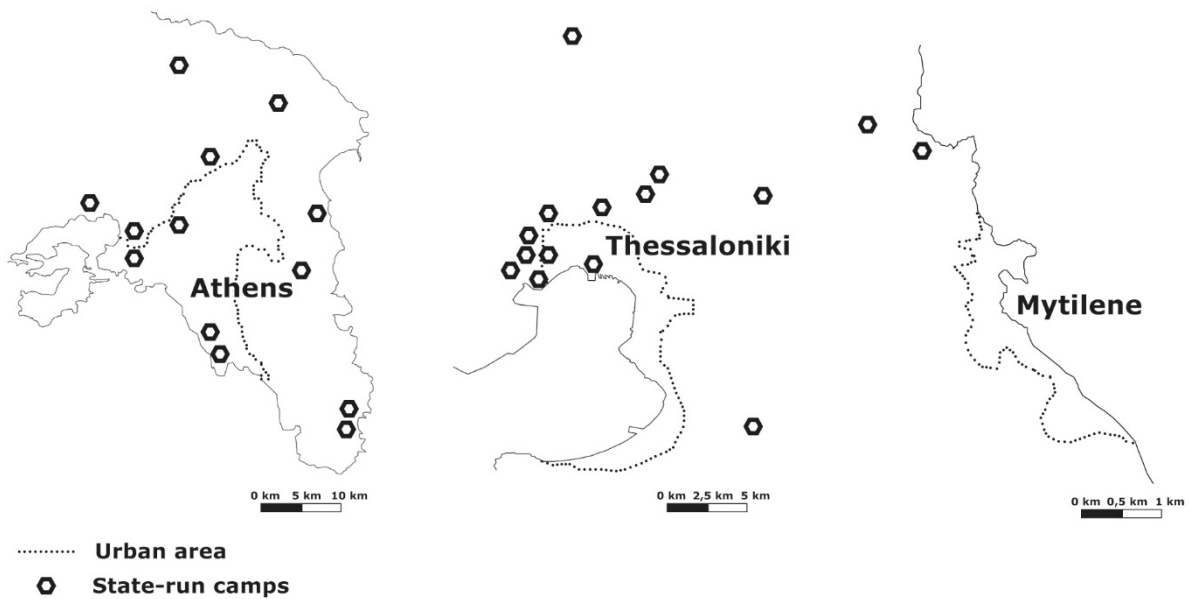 Athens
Thessaloniki
Mytilene
0 km 5 km 10 km
0 km 2,5 km 5 km
0 km 0,5 km 1 km
Urban area
State-run camps